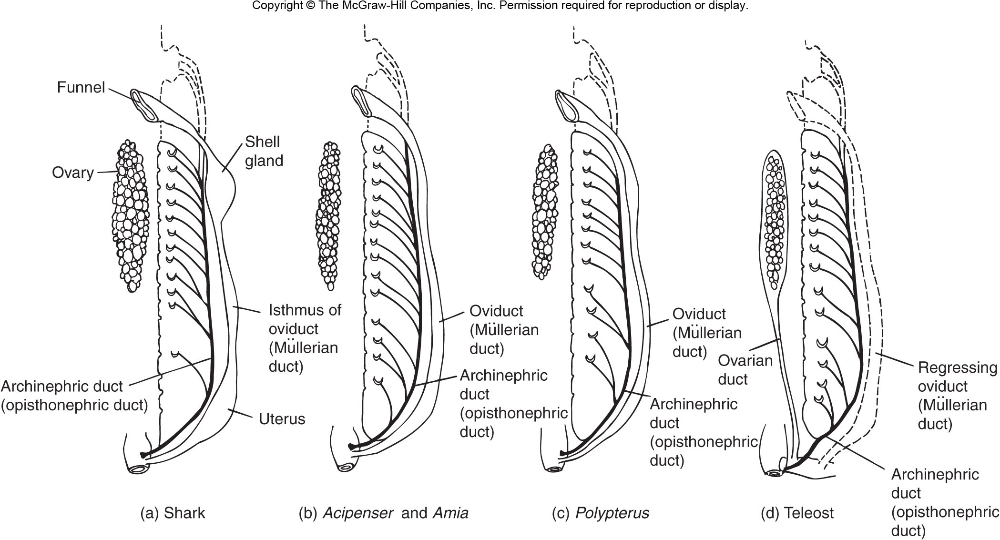 Copyright © The McGraw-Hill Companies, Inc. Permission required for reproduction or display.
Funnel
Ovary
Shell
gland
Isthmus of
oviduct
(Müllerian
duct)
Archinephric duct
(opisthonephric duct)
Uterus
Oviduct
(Müllerian
duct)
Archinephric
duct
(opisthonephric
duct)
Oviduct
(Müllerian
duct)
Archinephric
duct
(opisthonephric
duct)
Ovarian
duct
Regressing
oviduct
(Müllerian
duct)
Archinephric
duct
(opisthonephric
duct)
(a) Shark
(b) Acipenser and Amia
(c) Polypterus
(d) Teleost